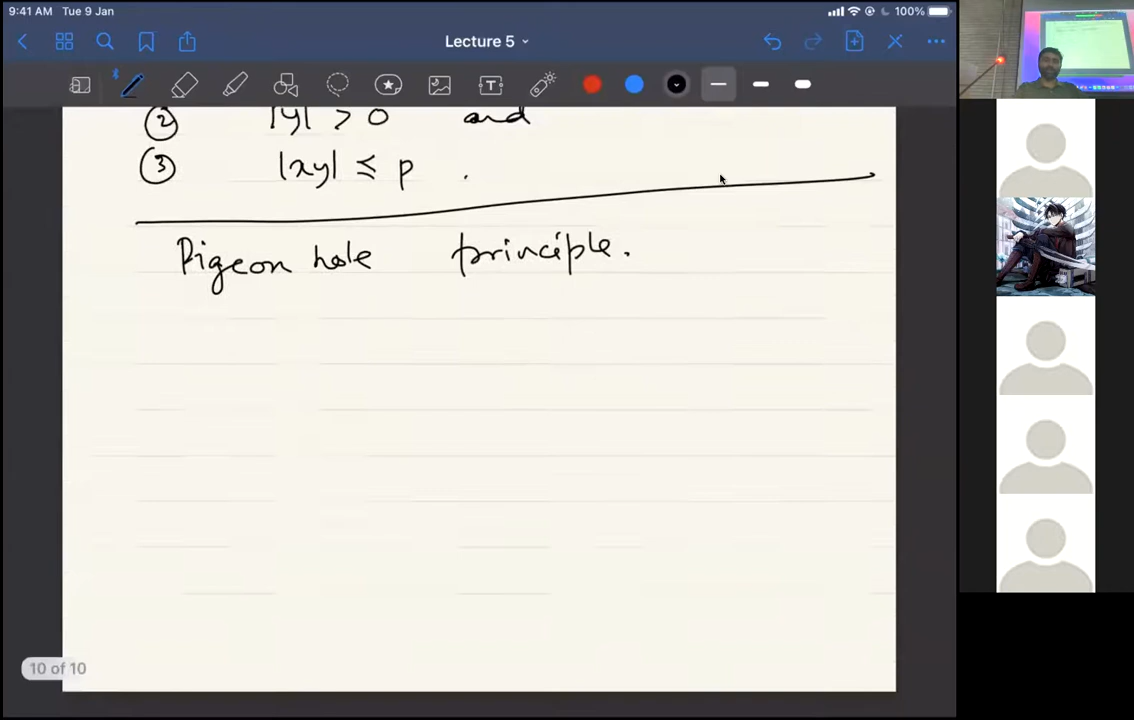 9:41 AM Tue 9 Jan
100%
Lecture 5
T
② |y| > 0 and
③ |xy| ≤ p .
Pigeon hole principle.
10 of 10